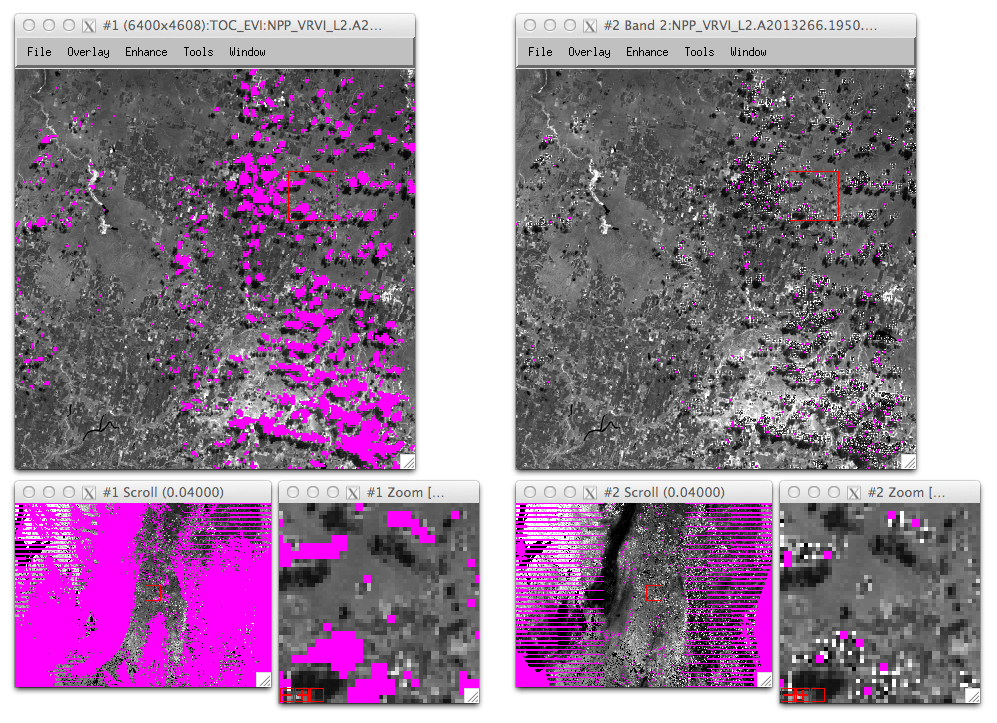 #1 (6400x4608):TOC_EVI:NPP_VRVI_L2.A2...
File Overlay Enhance Tools Window
#2 Band 2:NPP_VRVI_L2.A2013266.1950....
File Overlay Enhance Tools Window
#1 Scroll (0.04000)
#1 Zoom [...
#2 Scroll (0.04000)
#2 Zoom [...